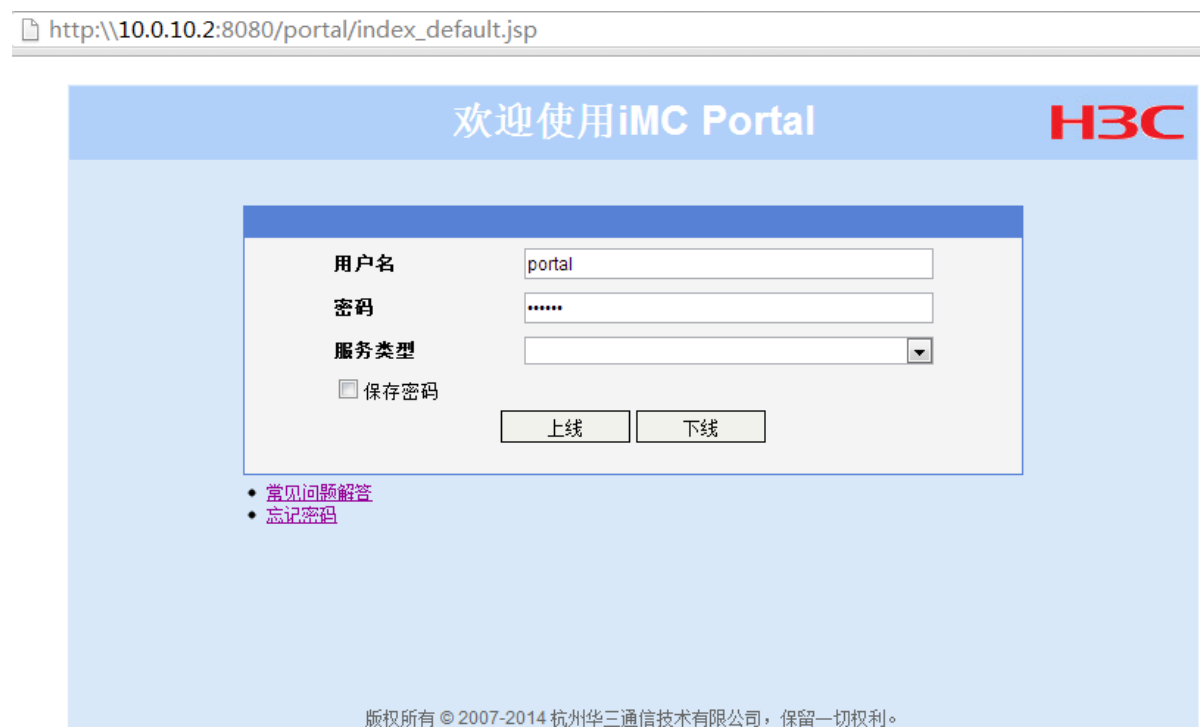 http:\\10.0.10.2:8080/portal/index_default.jsp
欢迎使用iMC Portal
H3C
用户名
portal
密码
••••••
服务类型
保存密码
上线 下线
• 常见问题解答
• 忘记密码
版权所有 © 2007-2014 杭州华三通信技术有限公司，保留一切权利。